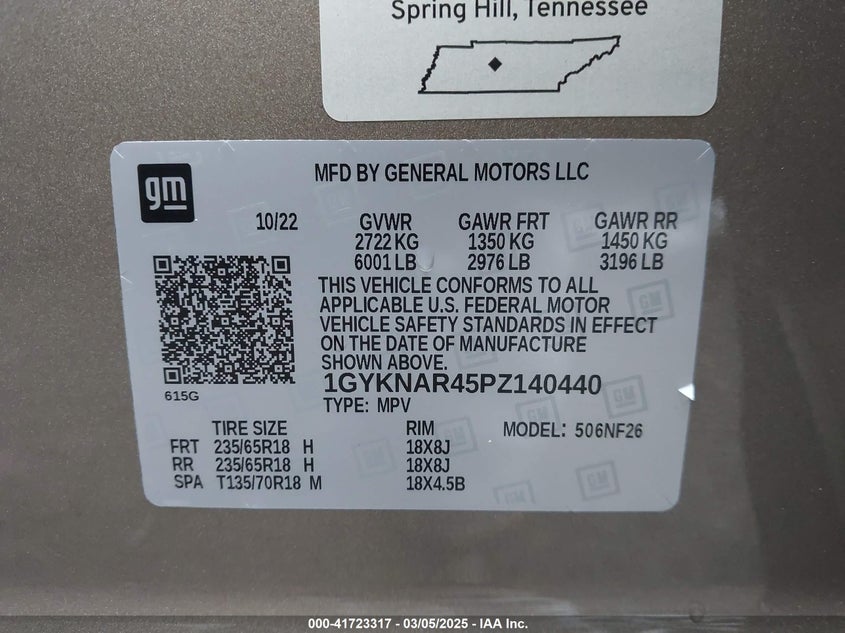 Spring Hill, Tennessee
gm
MFD BY GENERAL MOTORS LLC
10/22 GVWR GAWR FRT GAWR RR
2722 KG 1350 KG 1450 KG
6001 LB 2976 LB 3196 LB
THIS VEHICLE CONFORMS TO ALL
APPLICABLE U.S. FEDERAL MOTOR
VEHICLE SAFETY STANDARDS IN EFFECT
ON THE DATE OF MANUFACTURE
SHOWN ABOVE.
615G
1GYKNAR45PZ140440
TYPE: MPV
TIRE SIZE RIM MODEL: 506NF26
FRT 235/65R18 H 18X8J
RR 235/65R18 H 18X8J
SPA T135/70R18 M 18X4.5B
000-41723317 - 03/05/2025 - IAA Inc.